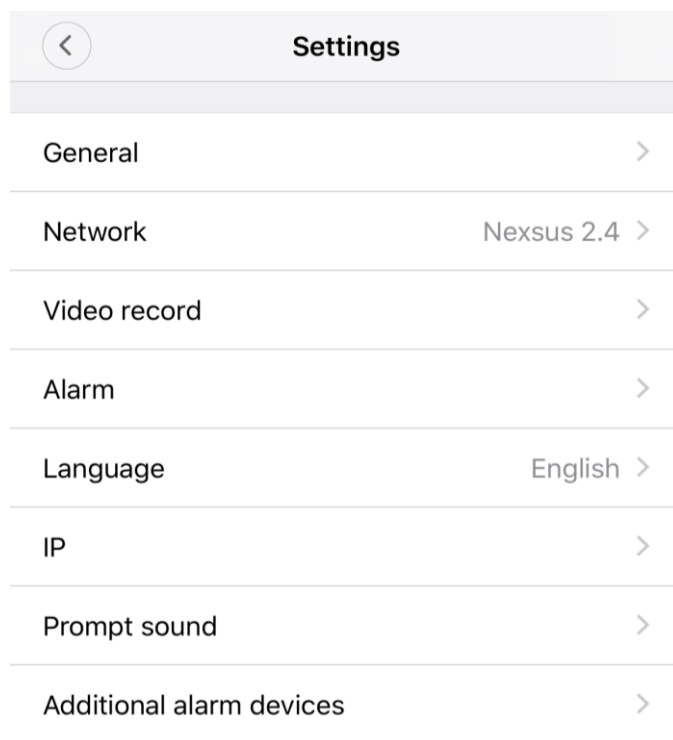 Settings
General
Network Nexsus 2.4
Video record
Alarm
Language English
IP
Prompt sound
Additional alarm devices